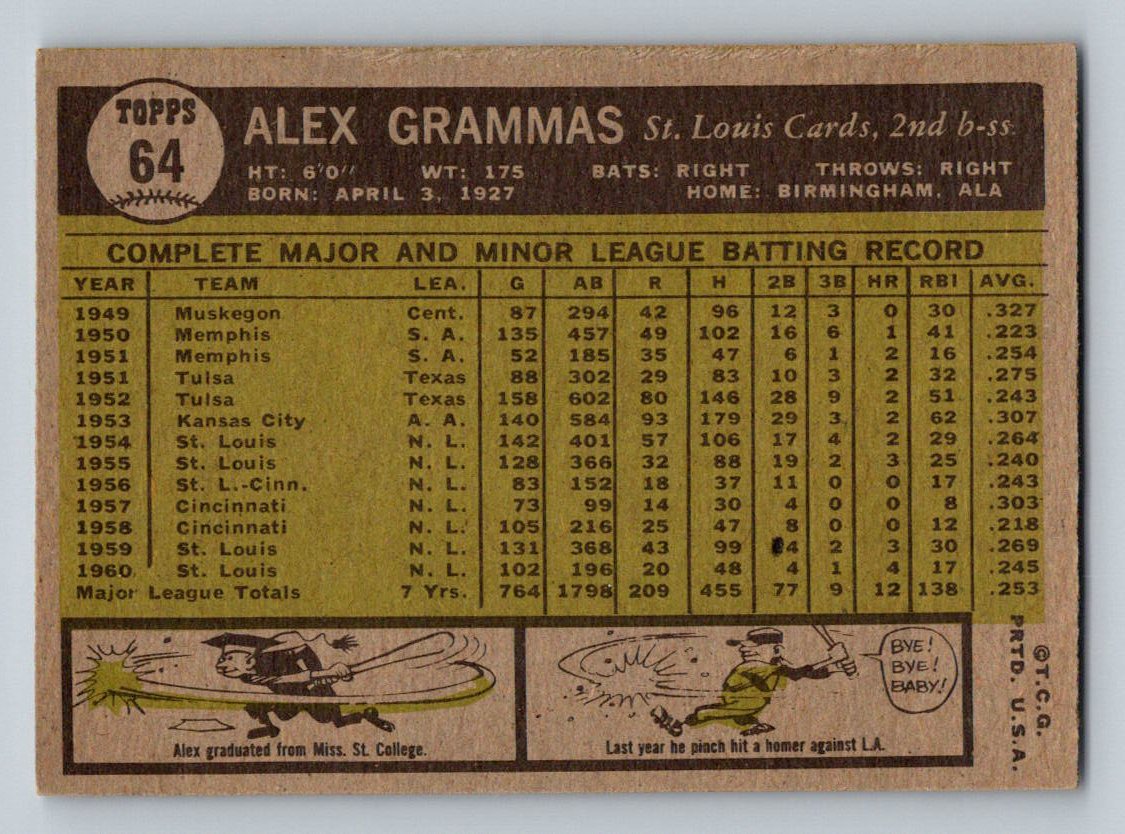 TOPPS
64
ALEX GRAMMAS St. Louis Cards, 2nd b-ss
HT: 6'0" WT: 175 BATS: RIGHT THROWS: RIGHT
BORN: APRIL 3, 1927 HOME: BIRMINGHAM, ALA
COMPLETE MAJOR AND MINOR LEAGUE BATTING RECORD
YEAR TEAM LEA. G AB R H 2B 3B HR RBI AVG.
1949 Muskegon Cent. 87 294 42 96 12 3 0 30 .327
1950 Memphis S. A. 135 457 49 102 16 6 1 41 .223
1951 Memphis S. A. 52 185 35 47 6 1 2 16 .254
1951 Tulsa Texas 88 302 29 83 10 3 2 32 .275
1952 Tulsa Texas 158 602 80 146 28 9 2 51 .243
1953 Kansas City A. A. 140 584 93 179 29 3 2 62 .307
1954 St. Louis N. L. 142 401 57 106 17 4 2 29 .264
1955 St. Louis N. L. 128 366 32 88 19 2 3 25 .240
1956 St. L.-Cinn. N. L. 83 152 18 37 11 0 0 17 .243
1957 Cincinnati N. L. 73 99 14 30 4 0 0 8 .303
1958 Cincinnati N. L. 105 216 25 47 8 0 0 12 .218
1959 St. Louis N. L. 131 368 43 99 4 2 3 30 .269
1960 St. Louis N. L. 102 196 20 48 4 1 4 17 .245
Major League Totals 7 Yrs. 764 1798 209 455 77 9 12 138 .253
BYE!
BYE!
BABY!
Alex graduated from Miss. St. College.
Last year he pinch hit a homer against L.A.
©T.C.G.
PRTD. U.S.A.